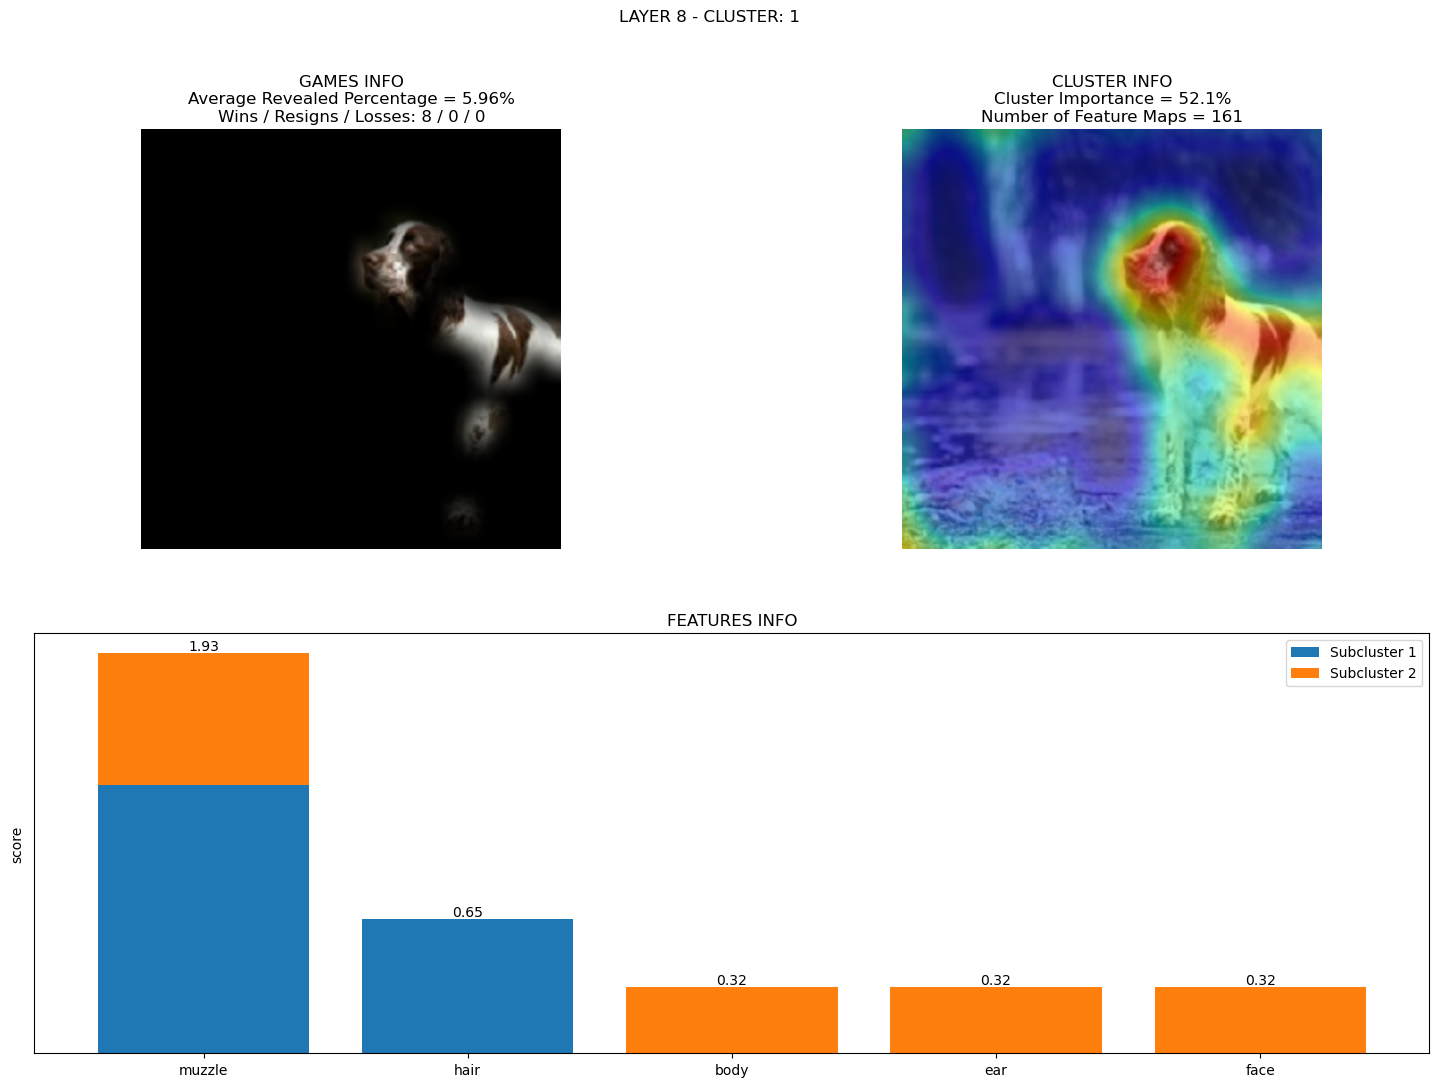 LAYER 8 - CLUSTER: 1
GAMES INFO
Average Revealed Percentage = 5.96%
Wins / Resigns / Losses: 8 / 0 / 0
CLUSTER INFO
Cluster Importance = 52.1%
Number of Feature Maps = 161
FEATURES INFO
score
1.93
0.65
0.32
0.32
0.32
Subcluster 1
Subcluster 2
muzzle
hair
body
ear
face